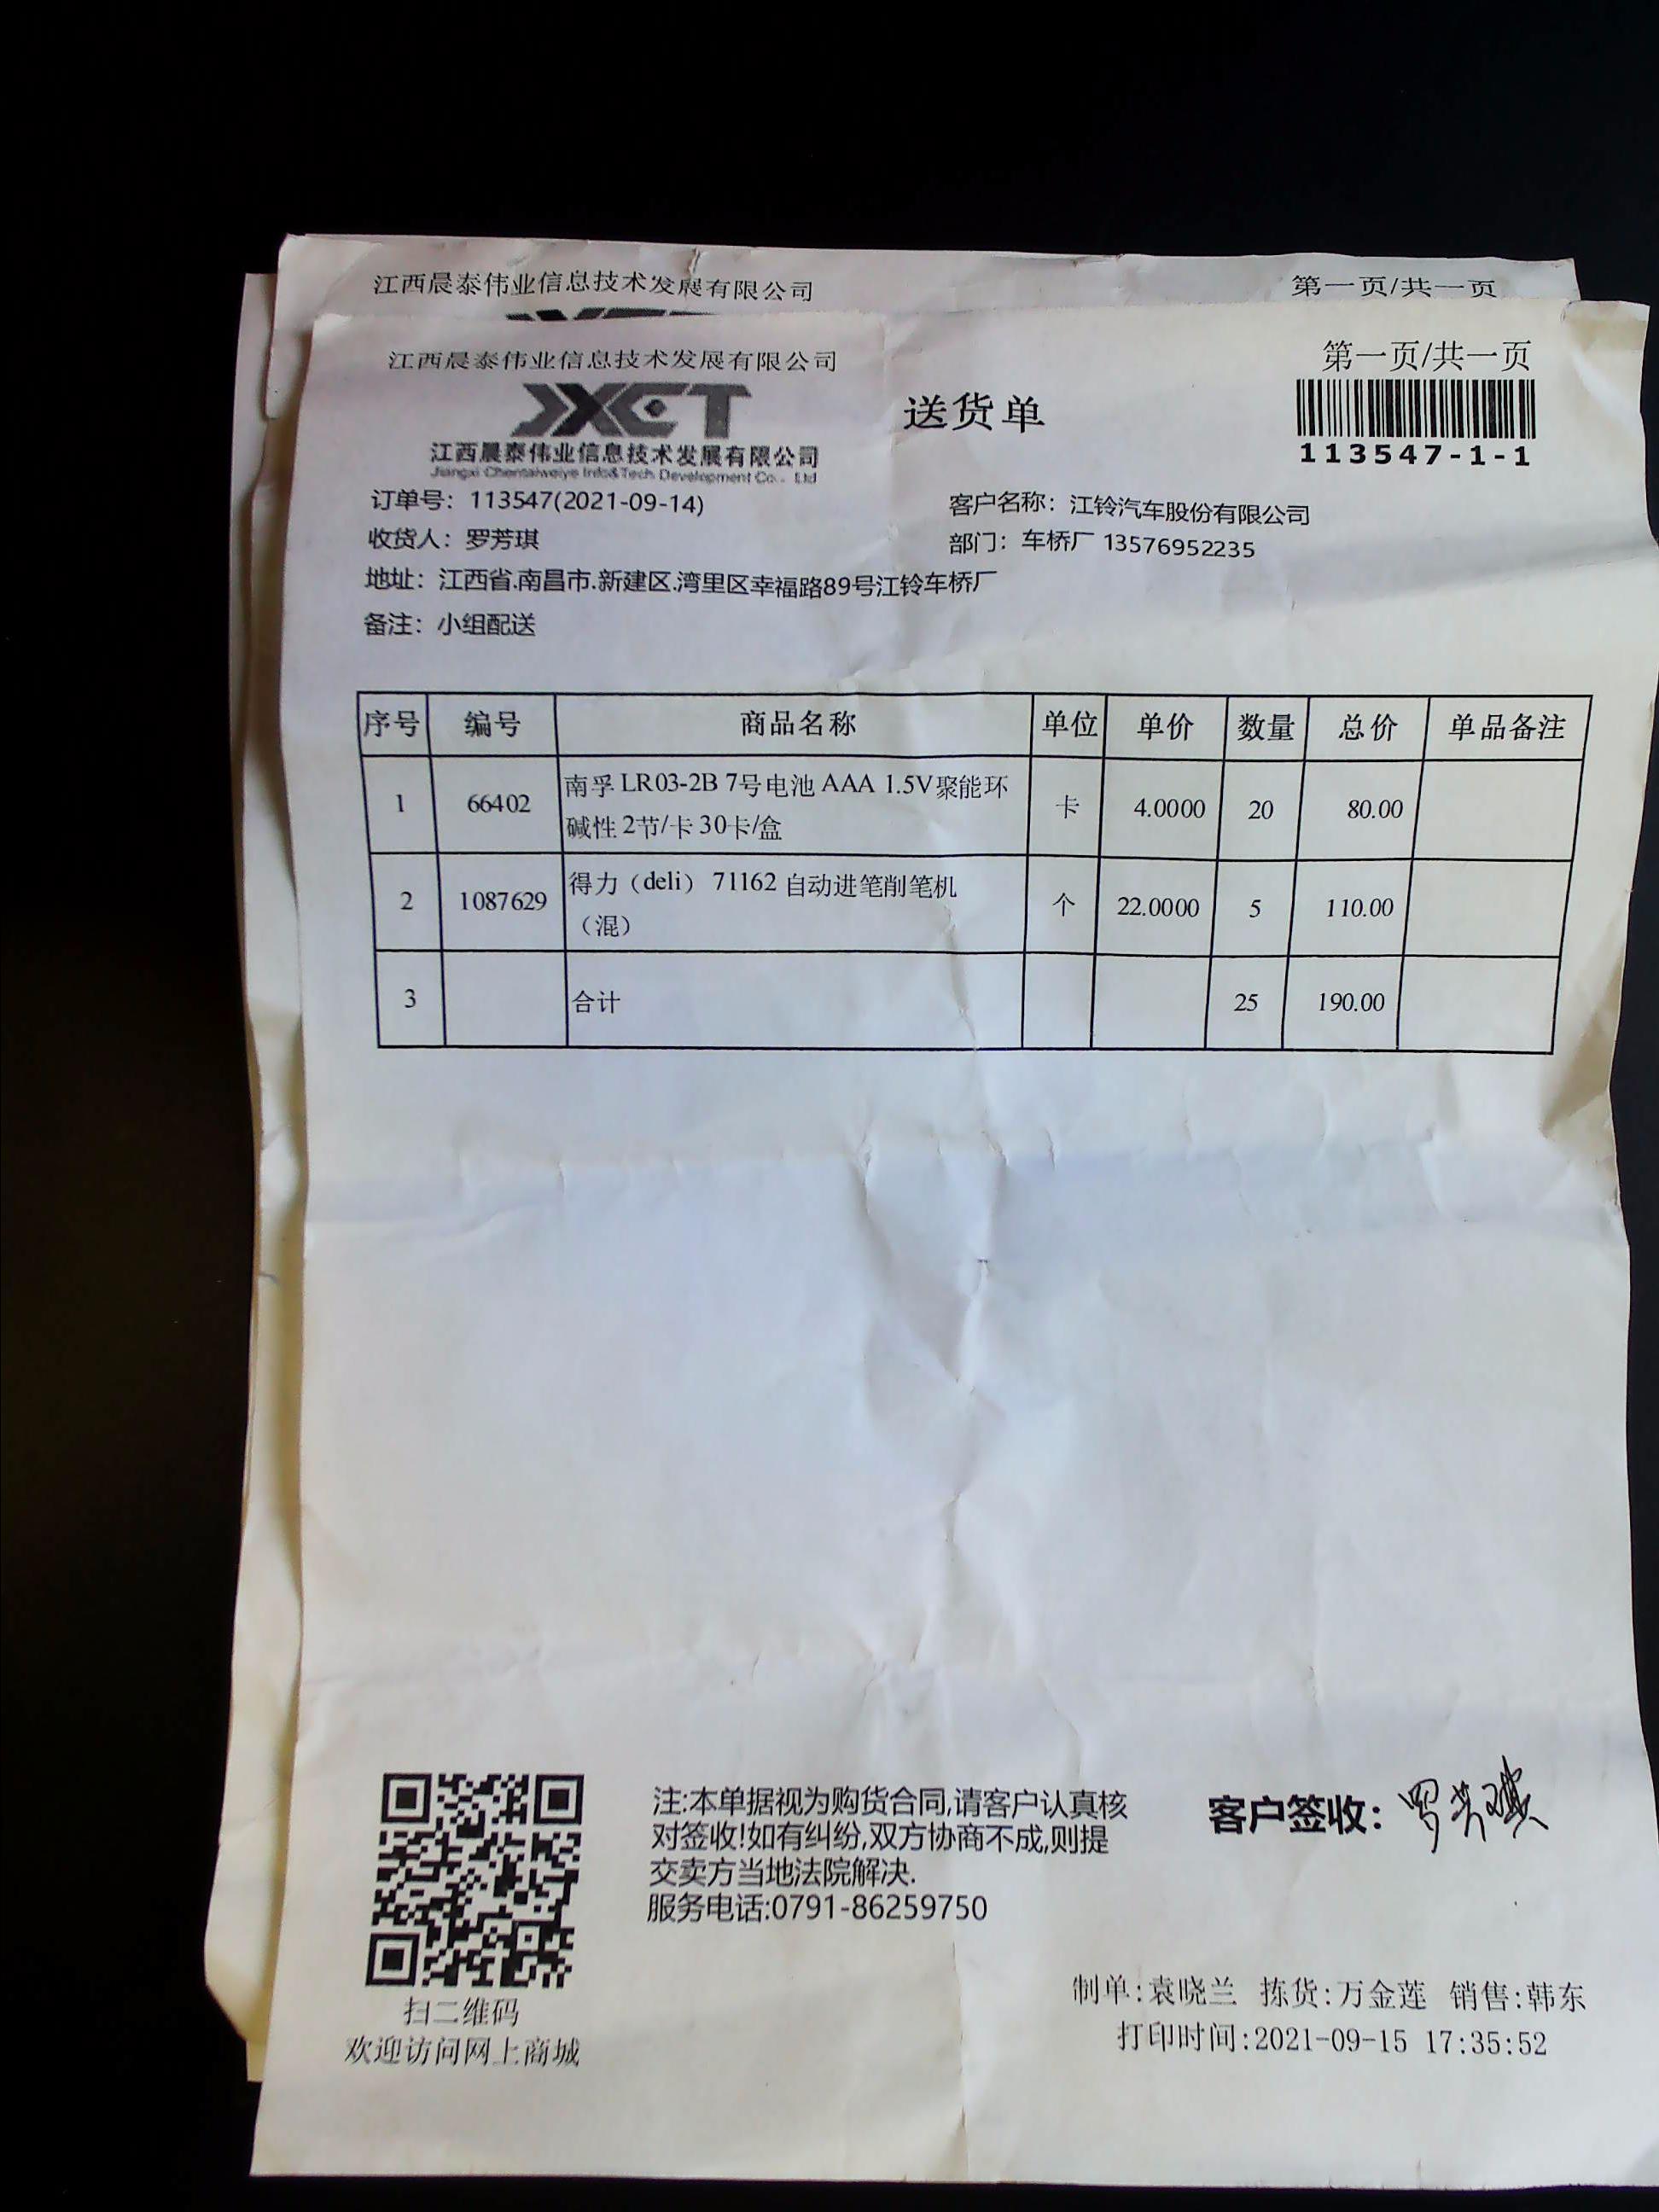 江西晨泰伟业信息技术发展有限公司 第一页/共一页
江西晨泰伟业信息技术发展有限公司 第一页/共一页
JXCT
江西晨泰伟业信息技术发展有限公司
Jiangxi Chentaiweiye Info&Tech Development Co., Ltd
送货单
113547-1-1
订单号：113547(2021-09-14) 客户名称：江铃汽车股份有限公司
收货人：罗芳琪 部门：车桥厂 13576952235
地址：江西省.南昌市.新建区.湾里区幸福路89号江铃车桥厂
备注：小组配送
序号 编号 商品名称 单位 单价 数量 总价 单品备注
1 66402 南孚 LR03-2B 7号电池 AAA 1.5V聚能环 卡 4.0000 20 80.00
碱性 2节/卡 30卡/盒
2 1087629 得力（deli） 71162 自动进笔削笔机 个 22.0000 5 110.00
（混）
3 合计 25 190.00
注:本单据视为购货合同,请客户认真核
对签收!如有纠纷,双方协商不成,则提
交卖方当地法院解决.
服务电话:0791-86259750
客户签收：罗芳琪
扫二维码
欢迎访问网上商城
制单:袁晓兰 拣货:万金莲 销售:韩东
打印时间:2021-09-15 17:35:52